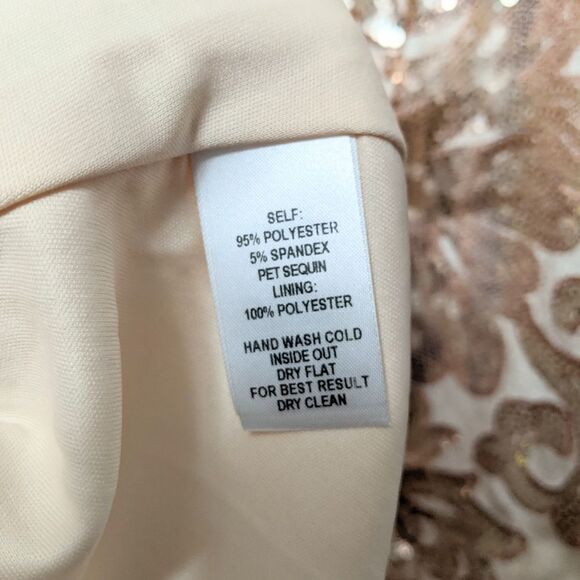 SELF:
95% POLYESTER
5% SPANDEX
PET SEQUIN
LINING:
100% POLYESTER
HAND WASH COLD
INSIDE OUT
DRY FLAT
FOR BEST RESULT
DRY CLEAN